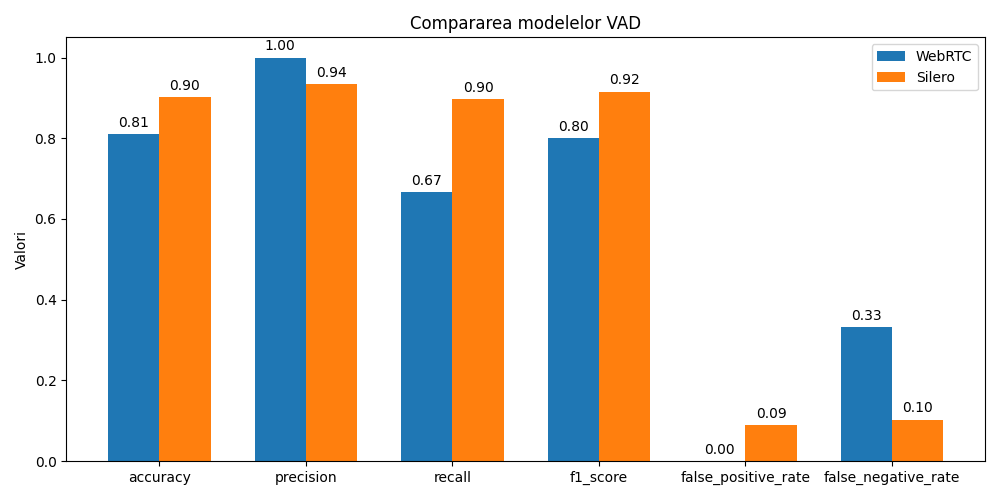 Compararea modelelor VAD
WebRTC
Silero
Valori
1.0
0.8
0.6
0.4
0.2
0.0
0.81
0.90
1.00
0.94
0.67
0.90
0.80
0.92
0.00
0.09
0.33
0.10
accuracy
precision
recall
f1_score
false_positive_rate
false_negative_rate